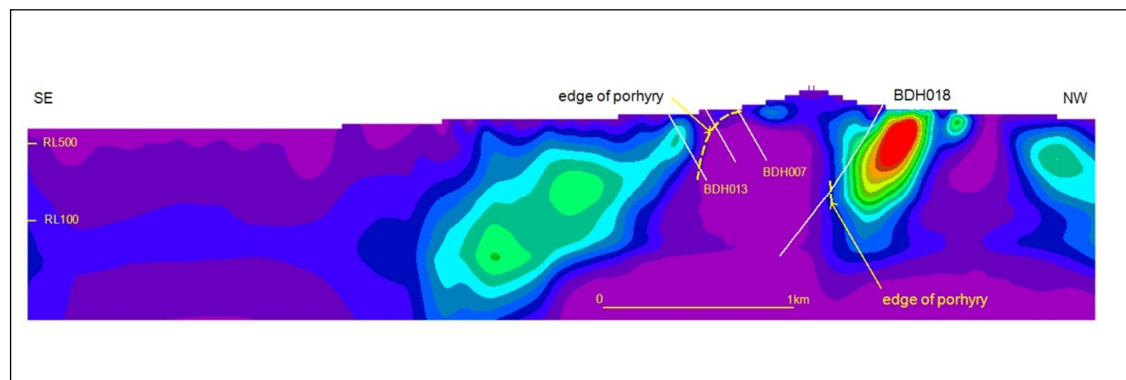 SE
edge of porhyry
BDH018
NW
RL500
BDH007
BDH013
RL100
0 1km
edge of porhyry